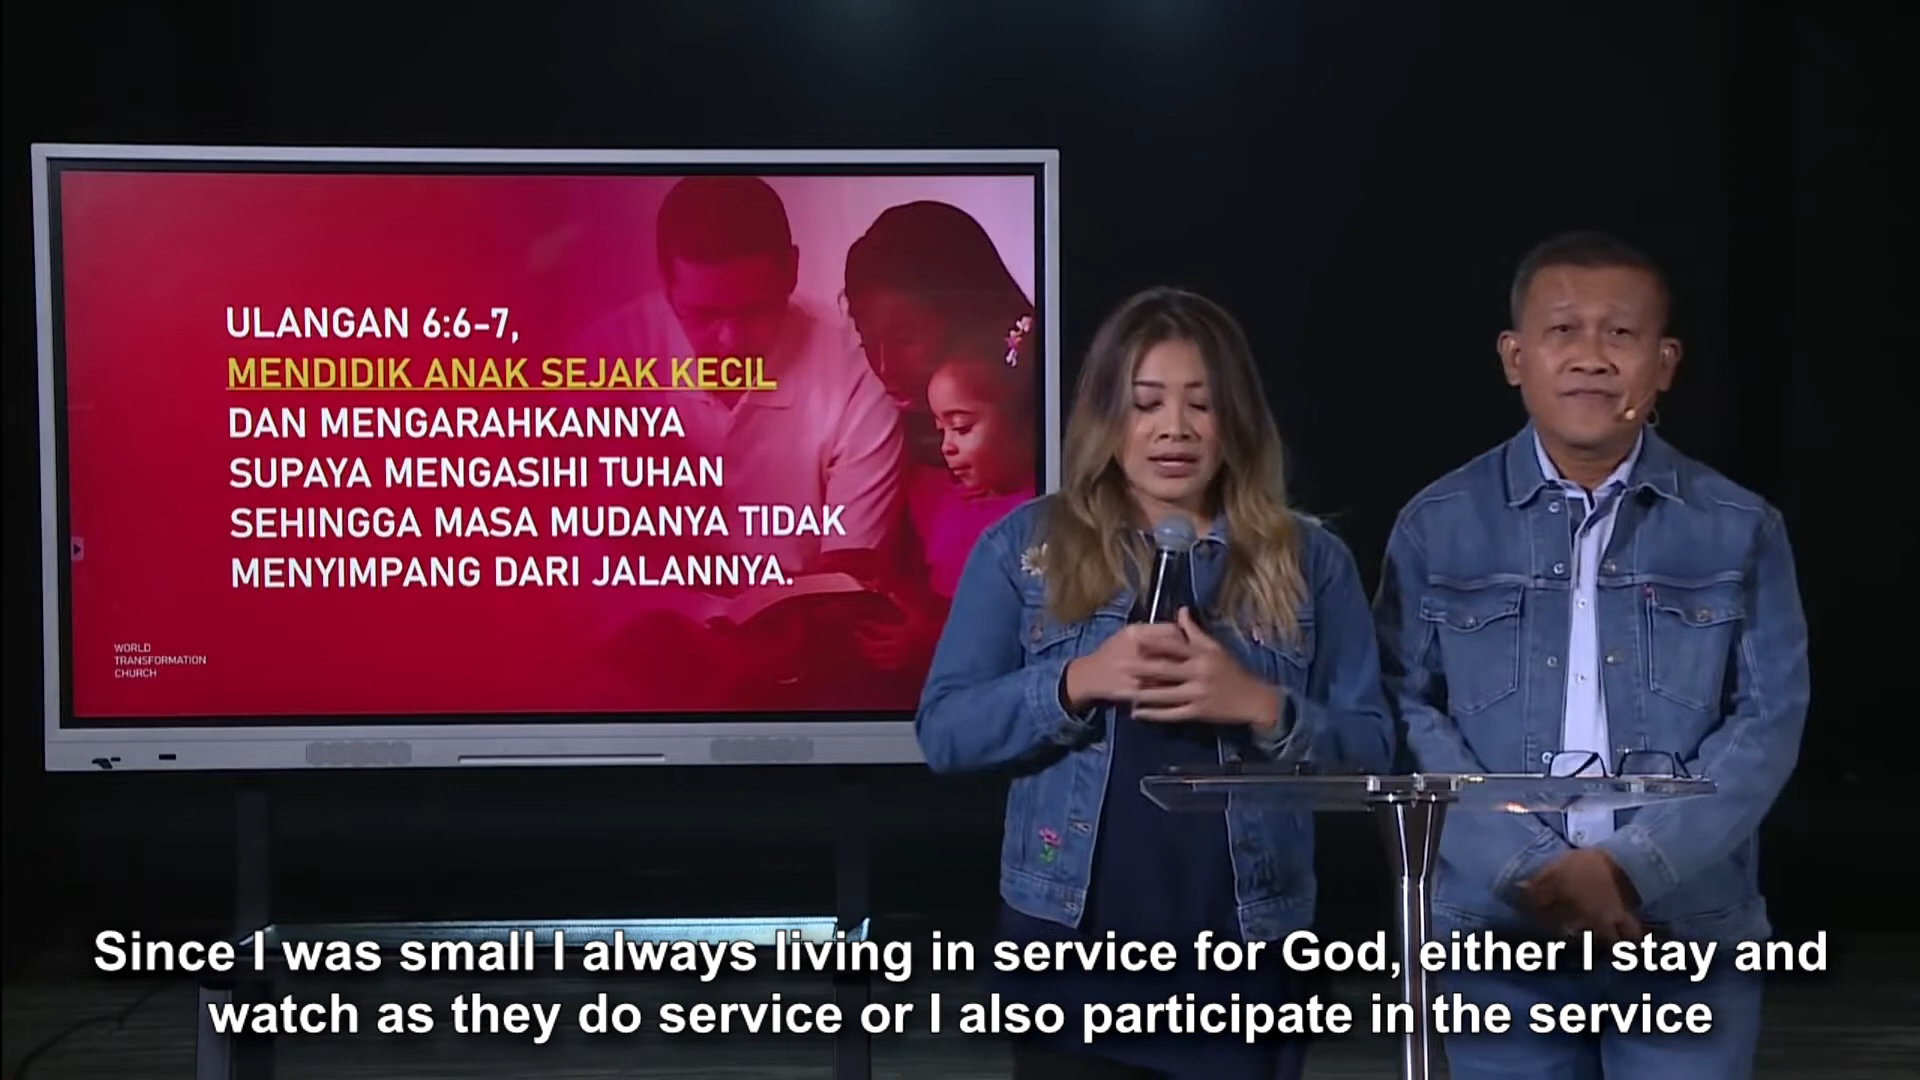 ULANGAN 6:6-7,
MENDIDIK ANAK SEJAK KECIL
DAN MENGARAHKANNYA
SUPAYA MENGASIHI TUHAN
SEHINGGA MASA MUDANYA TIDAK
MENYIMPANG DARI JALANNYA.
WORLD
TRANSFORMATION
CHURCH
Since I was small I always living in service for God, either I stay and
watch as they do service or I also participate in the service